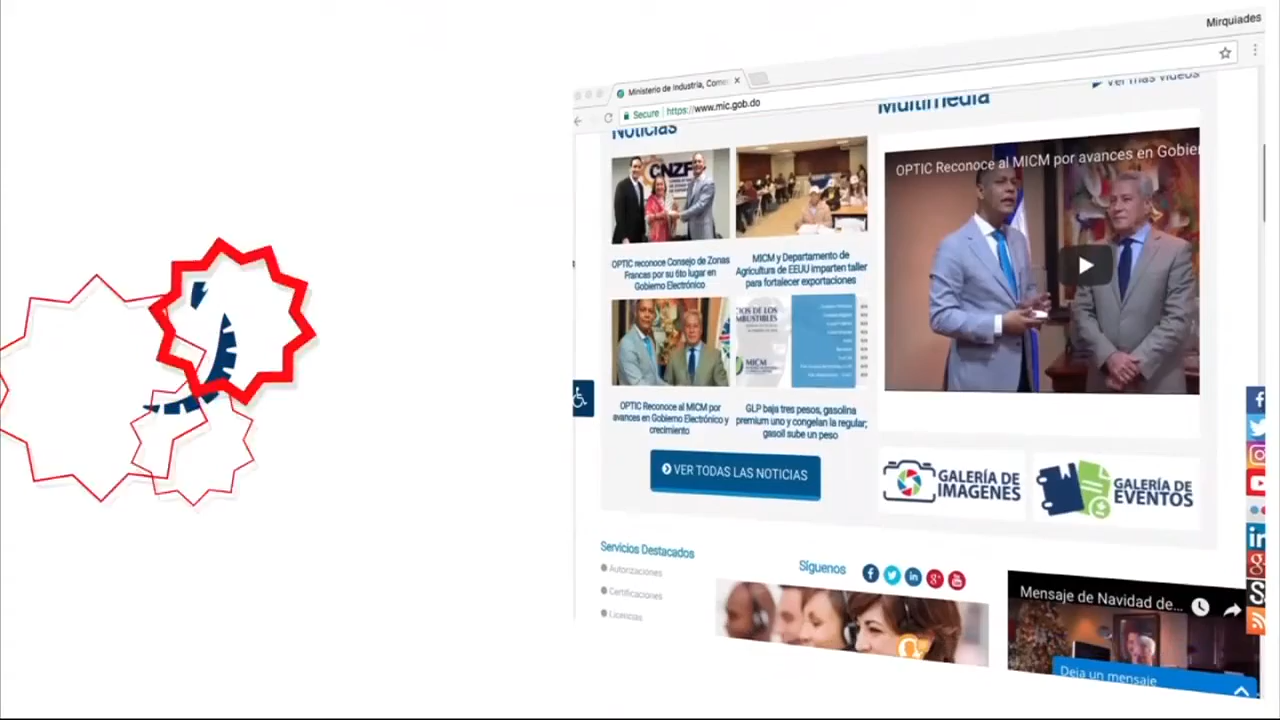 Mirquiades
Ministerio de Industria, Comer
Secure https://www.mic.gob.do
Noticias
Multimedia
Ver más videos
CNZF
OPTIC reconoce Consejo de Zonas
Francas por su 6to lugar en
Gobierno Electrónico
MICM y Departamento de
Agricultura de EEUU imparten taller
para fortalecer exportaciones
OPTIC Reconoce al MICM por avances en Gobier
CIOS DE LOS
MBUSTIBLES
MICM
OPTIC Reconoce al MICM por
avances en Gobierno Electrónico y
crecimiento
GLP baja tres pesos, gasolina
premium uno y congelan la regular;
gasoil sube un peso
VER TODAS LAS NOTICIAS
GALERÍA DE
IMAGENES
GALERÍA DE
EVENTOS
Servicios Destacados
Autorizaciones
Certificaciones
Licencias
Síguenos
Mensaje de Navidad de...
Deja un mensaje